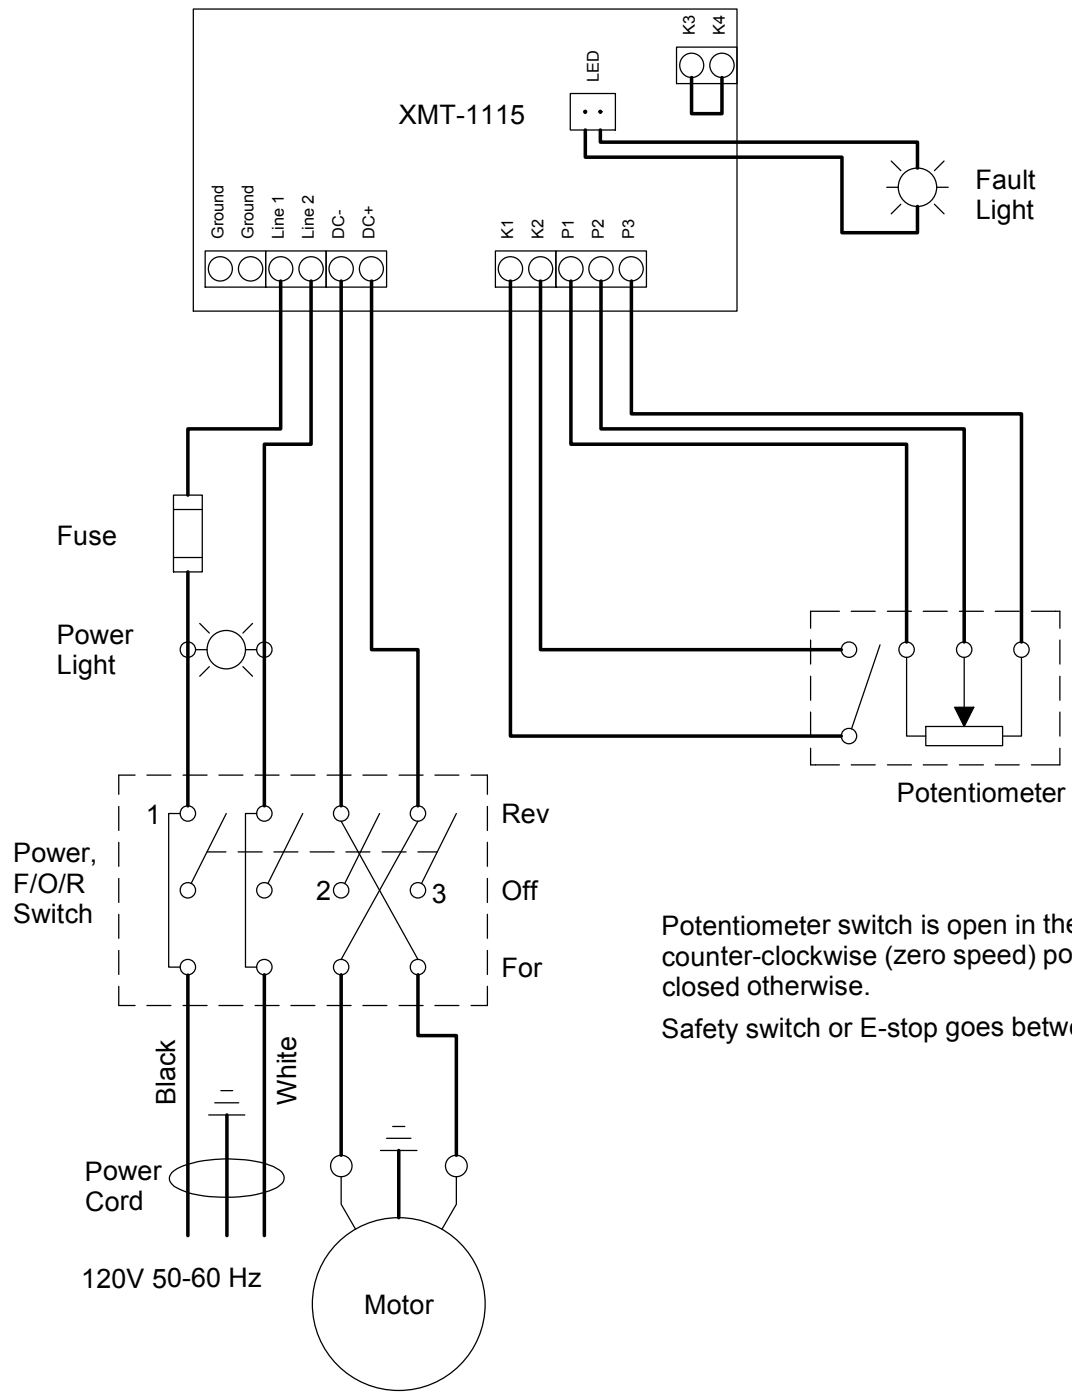 K3
K4
LED
XMT-1115
Fault
Light
Ground
Ground
Line 1
Line 2
DC-
DC+
K1
K2
P1
P2
P3
Fuse
Power
Light
Potentiometer
1
Rev
Power,
F/O/R
Switch
2
3
Off
For
Potentiometer switch is open in the
counter-clockwise (zero speed) po
closed otherwise.
Safety switch or E-stop goes betw
Black
White
Power
Cord
120V 50-60 Hz
Motor